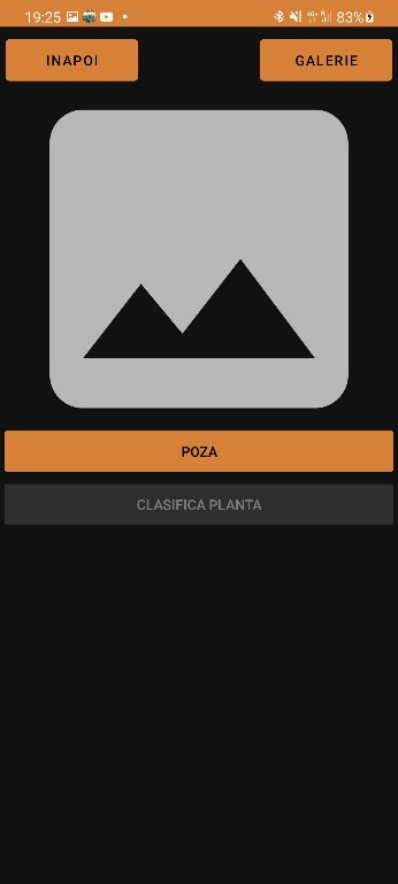 19:25 83%
INAPOI GALERIE
POZA
CLASIFICA PLANTA